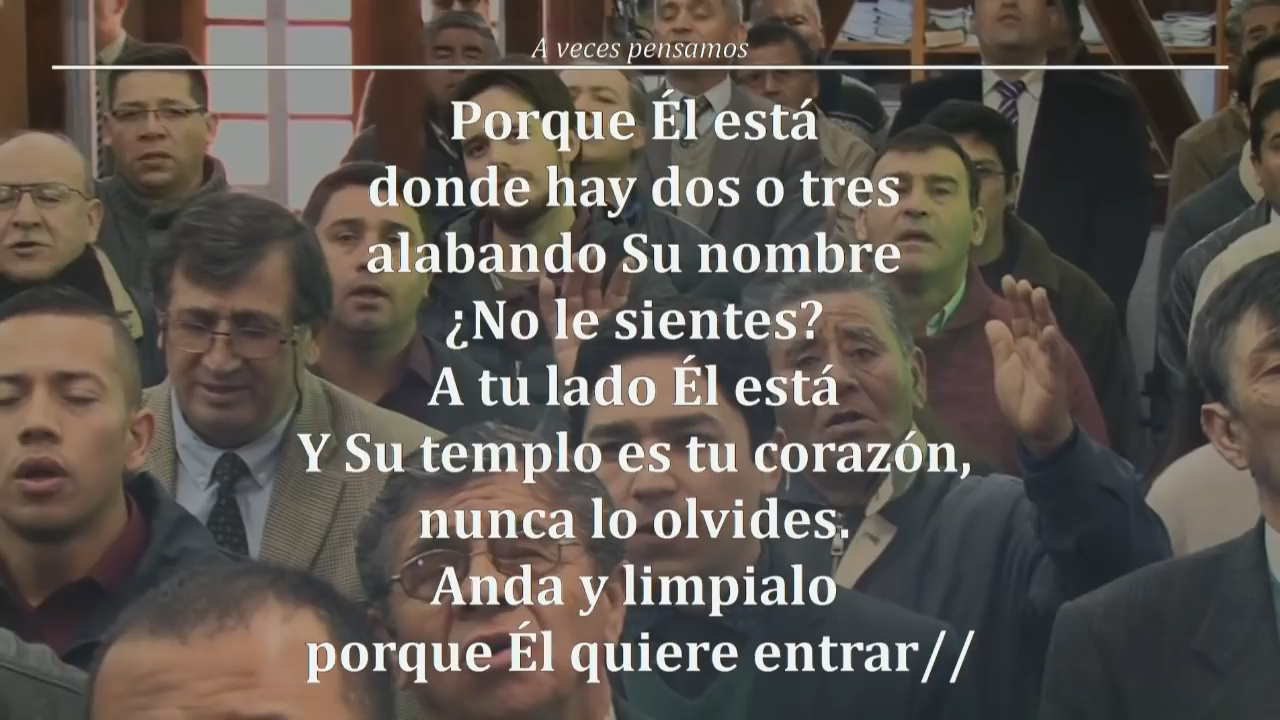 A veces pensamos
Porque Él está
donde hay dos o tres
alabando Su nombre
¿No le sientes?
A tu lado Él está
Y Su templo es tu corazón,
nunca lo olvides.
Anda y limpialo
porque Él quiere entrar//